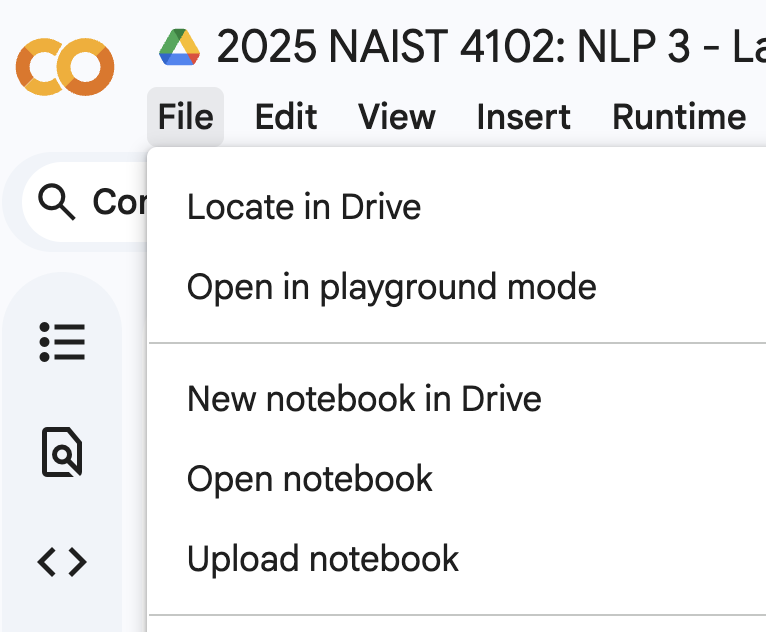 2025 NAIST 4102: NLP 3 - La
File Edit View Insert Runtime
Cor
Locate in Drive
Open in playground mode
New notebook in Drive
Open notebook
Upload notebook